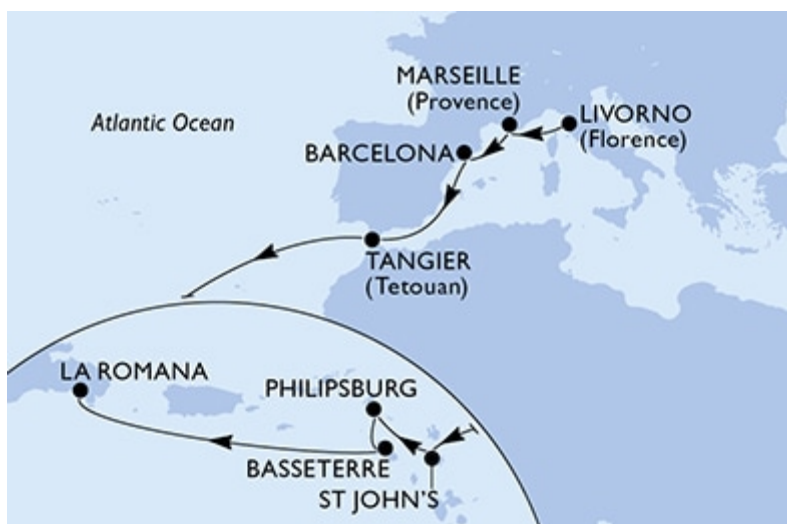 MARSEILLE
(Provence)
LIVORNO
(Florence)
Atlantic Ocean
BARCELONA
TANGIER
(Tetouan)
LA ROMANA
PHILIPSBURG
BASSETERRE
ST JOHN'S